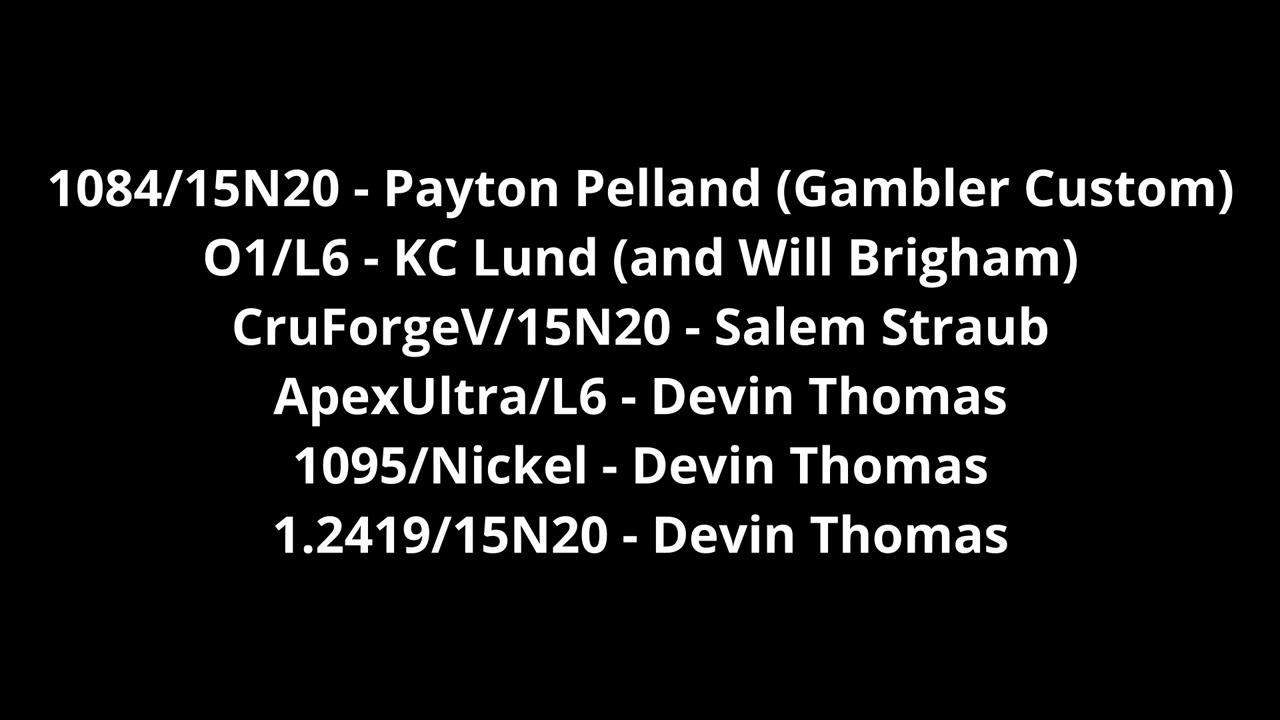 1084/15N20 - Payton Pelland (Gambler Custom)
O1/L6 - KC Lund (and Will Brigham)
CruForgeV/15N20 - Salem Straub
ApexUltra/L6 - Devin Thomas
1095/Nickel - Devin Thomas
1.2419/15N20 - Devin Thomas